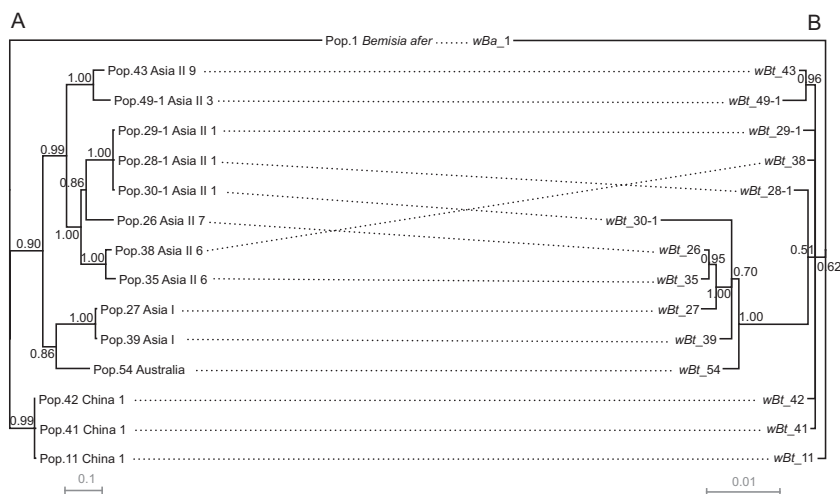 A B
Pop.1 Bemisia afer ...... wBa_1
Pop.43 Asia II 9 wBt_43
1.00 0.96
Pop.49-1 Asia II 3 wBt_49-1
Pop.29-1 Asia II 1 wBt_29-1
0.99 1.00
Pop.28-1 Asia II 1 wBt_38
0.86
Pop.30-1 Asia II 1 wBt_28-1
Pop.26 Asia II 7 wBt_30-1
1.00
0.90 Pop.38 Asia II 6 wBt_26 0.51
1.00 0.95 0.62
Pop.35 Asia II 6 wBt_35 0.70
1.00
Pop.27 Asia I wBt_27
1.00 1.00
Pop.39 Asia I wBt_39
0.86
Pop.54 Australia wBt_54
Pop.42 China 1 wBt_42
0.99
Pop.41 China 1 wBt_41
Pop.11 China 1 wBt_11
0.1 0.01